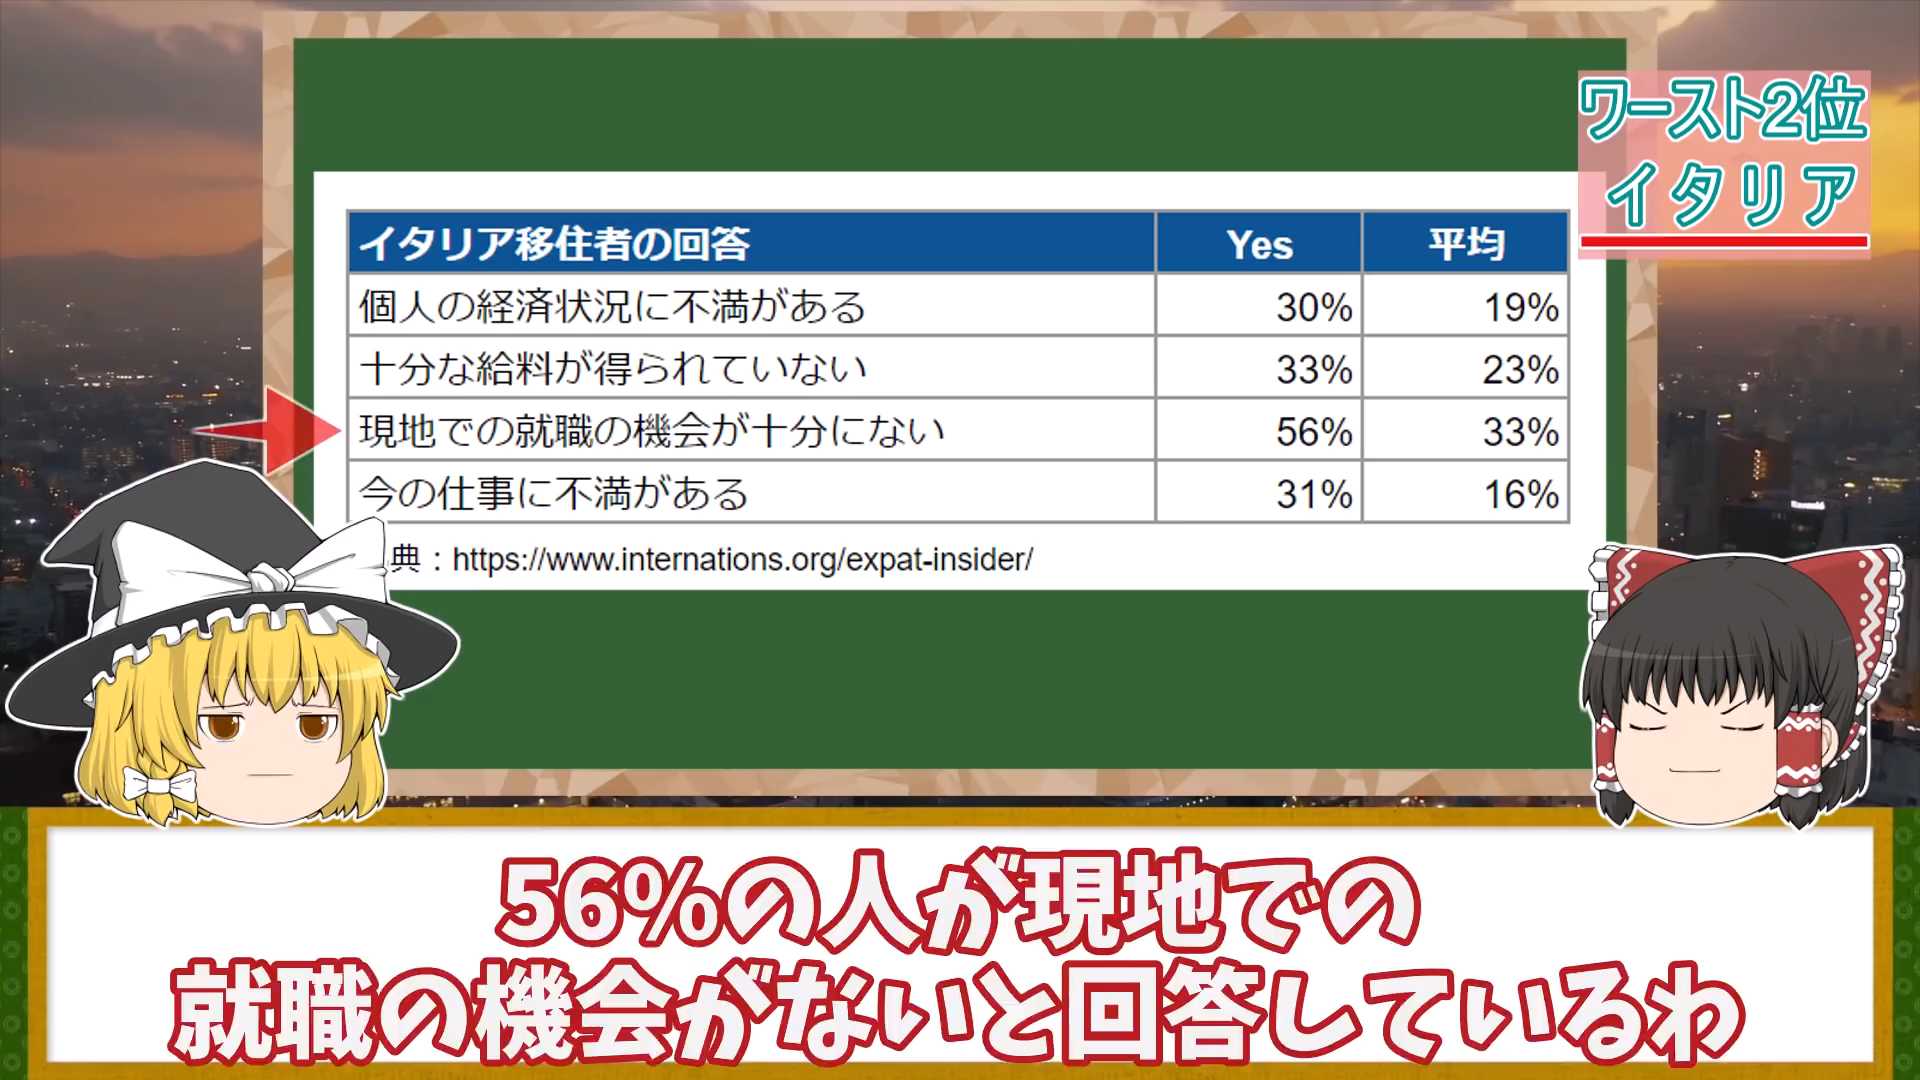 ワースト2位
イタリア
イタリア移住者の回答 Yes 平均
個人の経済状況に不満がある 30% 19%
十分な給料が得られていない 33% 23%
現地での就職の機会が十分にない 56% 33%
今の仕事に不満がある 31% 16%
典：https://www.internations.org/expat-insider/
56%の人が現地での
就職の機会がないと回答しているわ